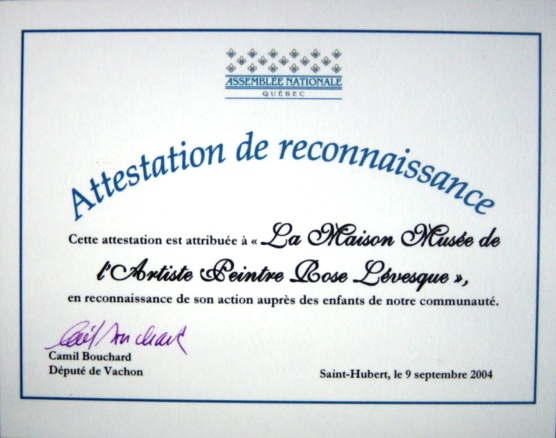 ASSEMBLÉE NATIONALE
QUÉBEC
Attestation de reconnaissance
Cette attestation est attribuée à « La Maison Musée de
l'Artiste Peintre Rose Lévesque »,
en reconnaissance de son action auprès des enfants de notre communauté.
Camil Bouchard
Camil Bouchard
Député de Vachon
Saint-Hubert, le 9 septembre 2004